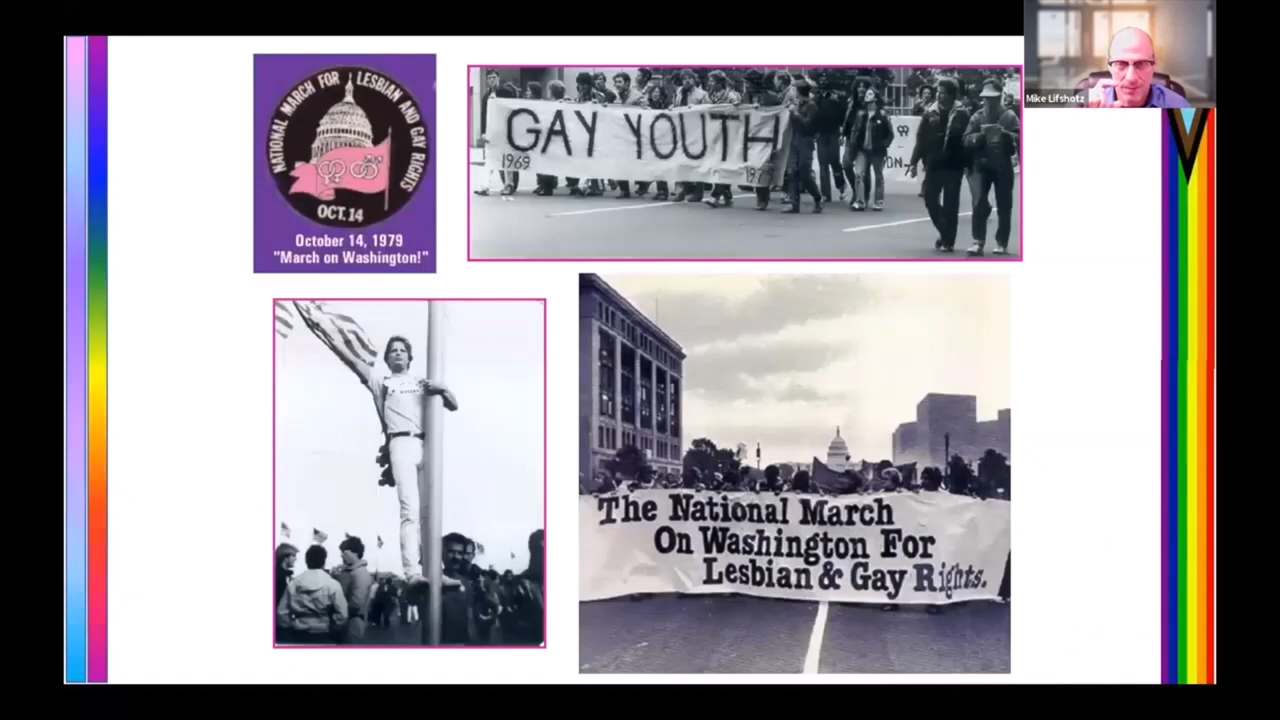 NATIONAL MARCH FOR LESBIAN AND GAY RIGHTS
OCT. 14
October 14, 1979
"March on Washington!"
GAY YOUTH
1969
Mike Lifshotz
The National March
On Washington For
Lesbian & Gay Rights.